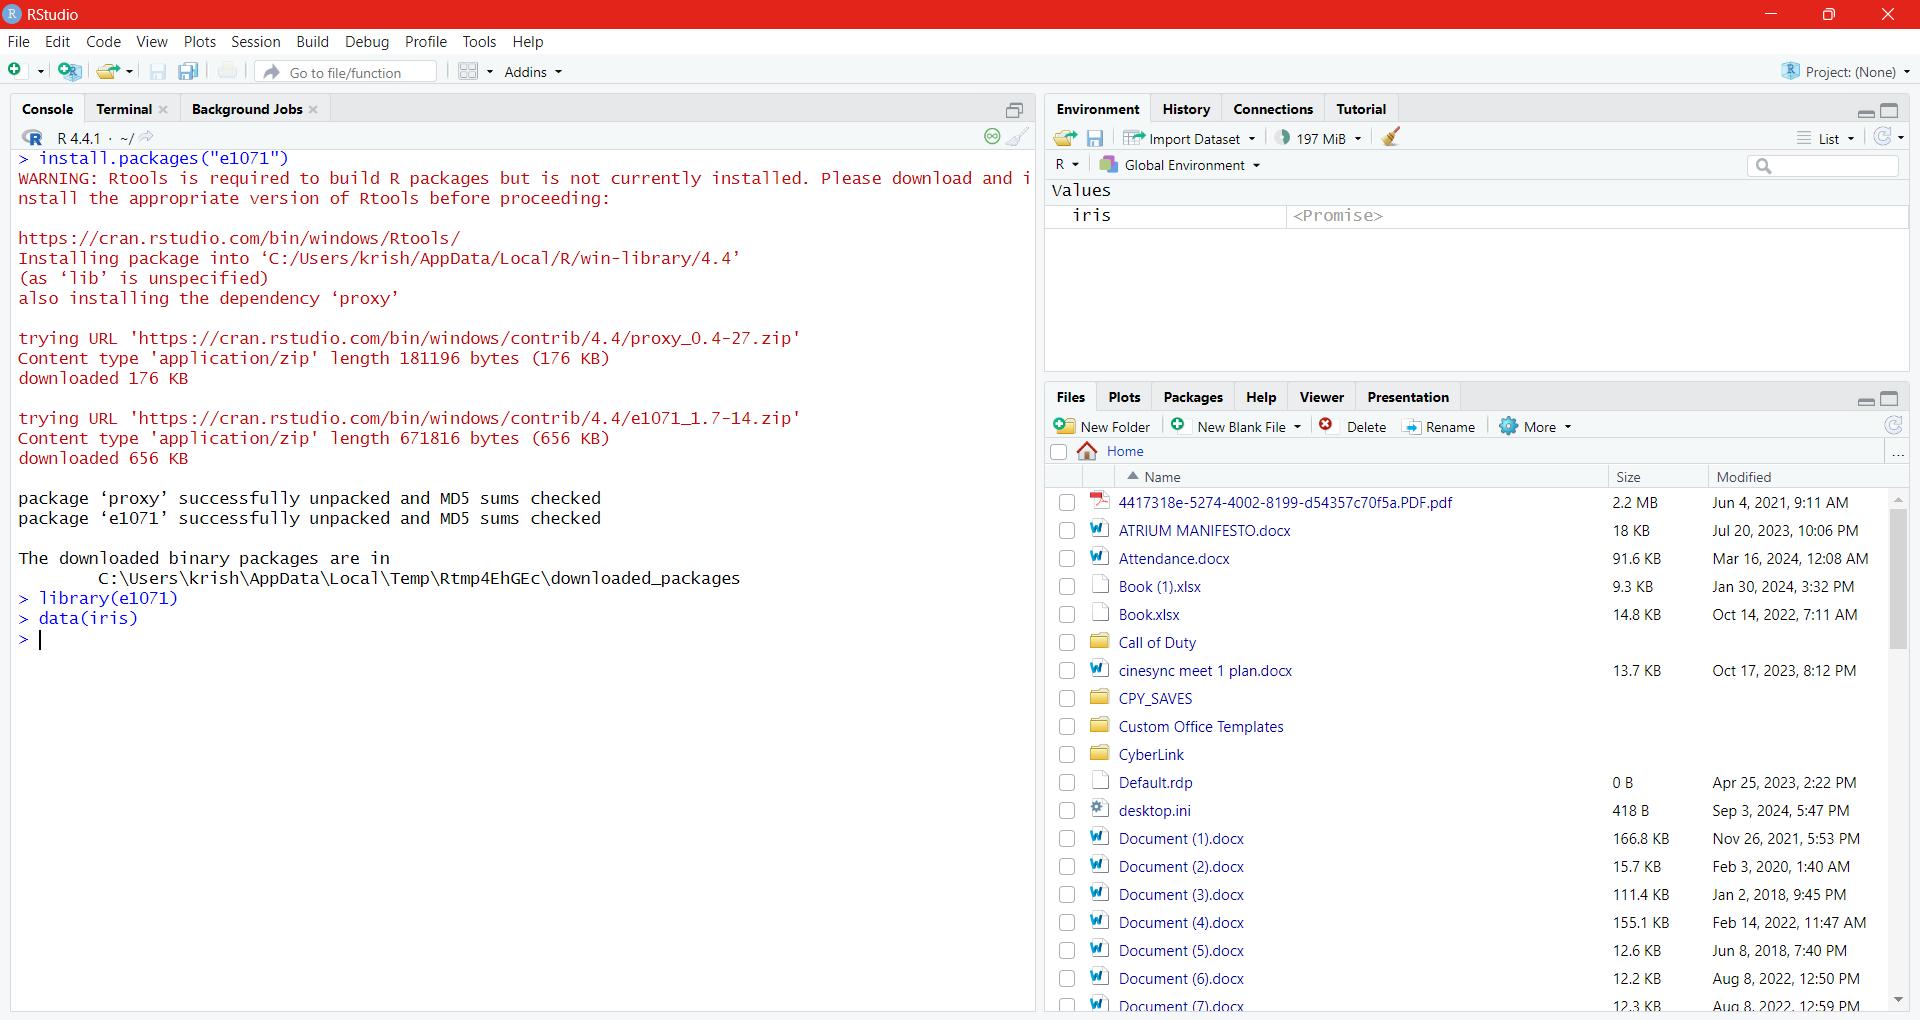 RStudio
File Edit Code View Plots Session Build Debug Profile Tools Help
Go to file/function Addins Project: (None)
Console Terminal Background Jobs
R 4.4.1 · ~/
> install.packages("e1071")
WARNING: Rtools is required to build R packages but is not currently installed. Please download and i
nstall the appropriate version of Rtools before proceeding:
https://cran.rstudio.com/bin/windows/Rtools/
Installing package into ‘C:/Users/krish/AppData/Local/R/win-library/4.4’
(as ‘lib’ is unspecified)
also installing the dependency ‘proxy’
trying URL 'https://cran.rstudio.com/bin/windows/contrib/4.4/proxy_0.4-27.zip'
Content type 'application/zip' length 181196 bytes (176 KB)
downloaded 176 KB
trying URL 'https://cran.rstudio.com/bin/windows/contrib/4.4/e1071_1.7-14.zip'
Content type 'application/zip' length 671816 bytes (656 KB)
downloaded 656 KB
package ‘proxy’ successfully unpacked and MD5 sums checked
package ‘e1071’ successfully unpacked and MD5 sums checked
The downloaded binary packages are in
C:\Users\krish\AppData\Local\Temp\Rtmp4EhGEc\downloaded_packages
> library(e1071)
> data(iris)
>
Environment History Connections Tutorial
Import Dataset 197 MiB List
R Global Environment
Values
iris <Promise>
Files Plots Packages Help Viewer Presentation
New Folder New Blank File Delete Rename More
Home ...
Name Size Modified
4417318e-5274-4002-8199-d54357c70f5a.PDF.pdf 2.2 MB Jun 4, 2021, 9:11 AM
ATRIUM MANIFESTO.docx 18 KB Jul 20, 2023, 10:06 PM
Attendance.docx 91.6 KB Mar 16, 2024, 12:08 AM
Book (1).xlsx 9.3 KB Jan 30, 2024, 3:32 PM
Book.xlsx 14.8 KB Oct 14, 2022, 7:11 AM
Call of Duty
cinesync meet 1 plan.docx 13.7 KB Oct 17, 2023, 8:12 PM
CPY_SAVES
Custom Office Templates
CyberLink
Default.rdp 0 B Apr 25, 2023, 2:22 PM
desktop.ini 418 B Sep 3, 2024, 5:47 PM
Document (1).docx 166.8 KB Nov 26, 2021, 5:53 PM
Document (2).docx 15.7 KB Feb 3, 2020, 1:40 AM
Document (3).docx 111.4 KB Jan 2, 2018, 9:45 PM
Document (4).docx 155.1 KB Feb 14, 2022, 11:47 AM
Document (5).docx 12.6 KB Jun 8, 2018, 7:40 PM
Document (6).docx 12.2 KB Aug 8, 2022, 12:50 PM
Document (7).docx 12.3 KB Aug 8, 2022, 12:59 PM